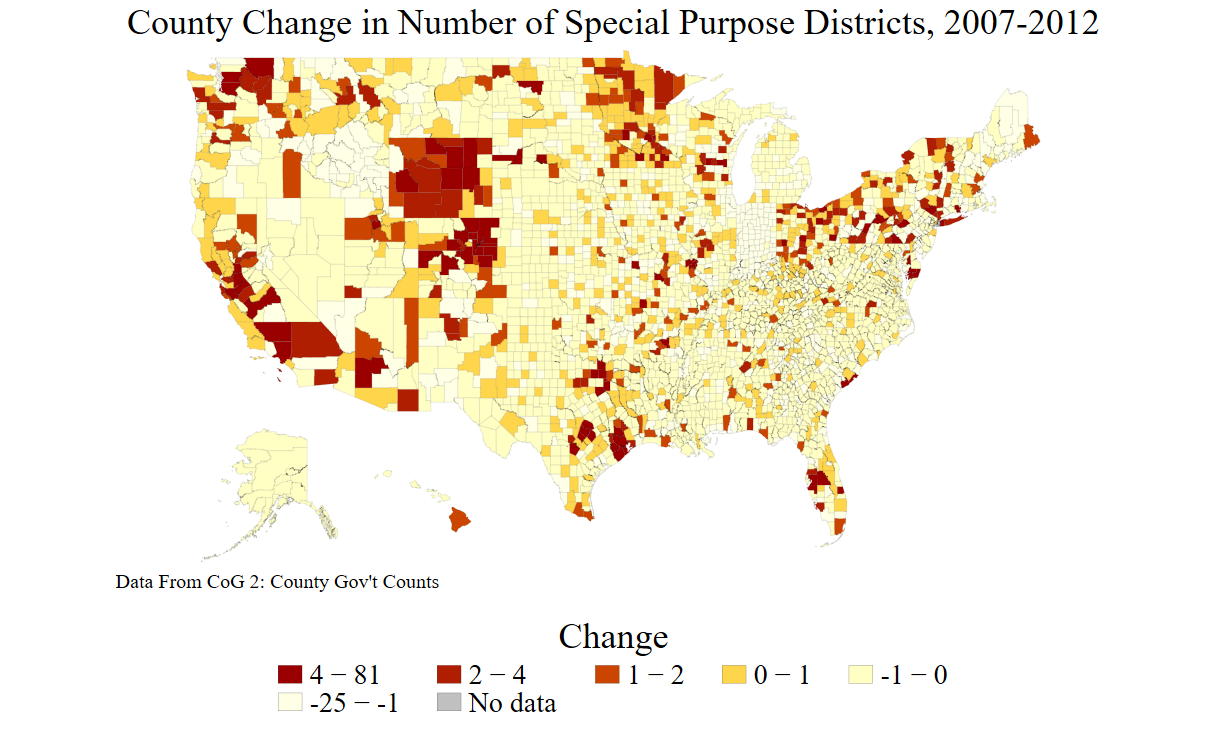 County Change in Number of Special Purpose Districts, 2007-2012
Data From CoG 2: County Gov't Counts
Change
4 − 81 2 − 4 1 − 2 0 − 1 -1 − 0
-25 − -1 No data